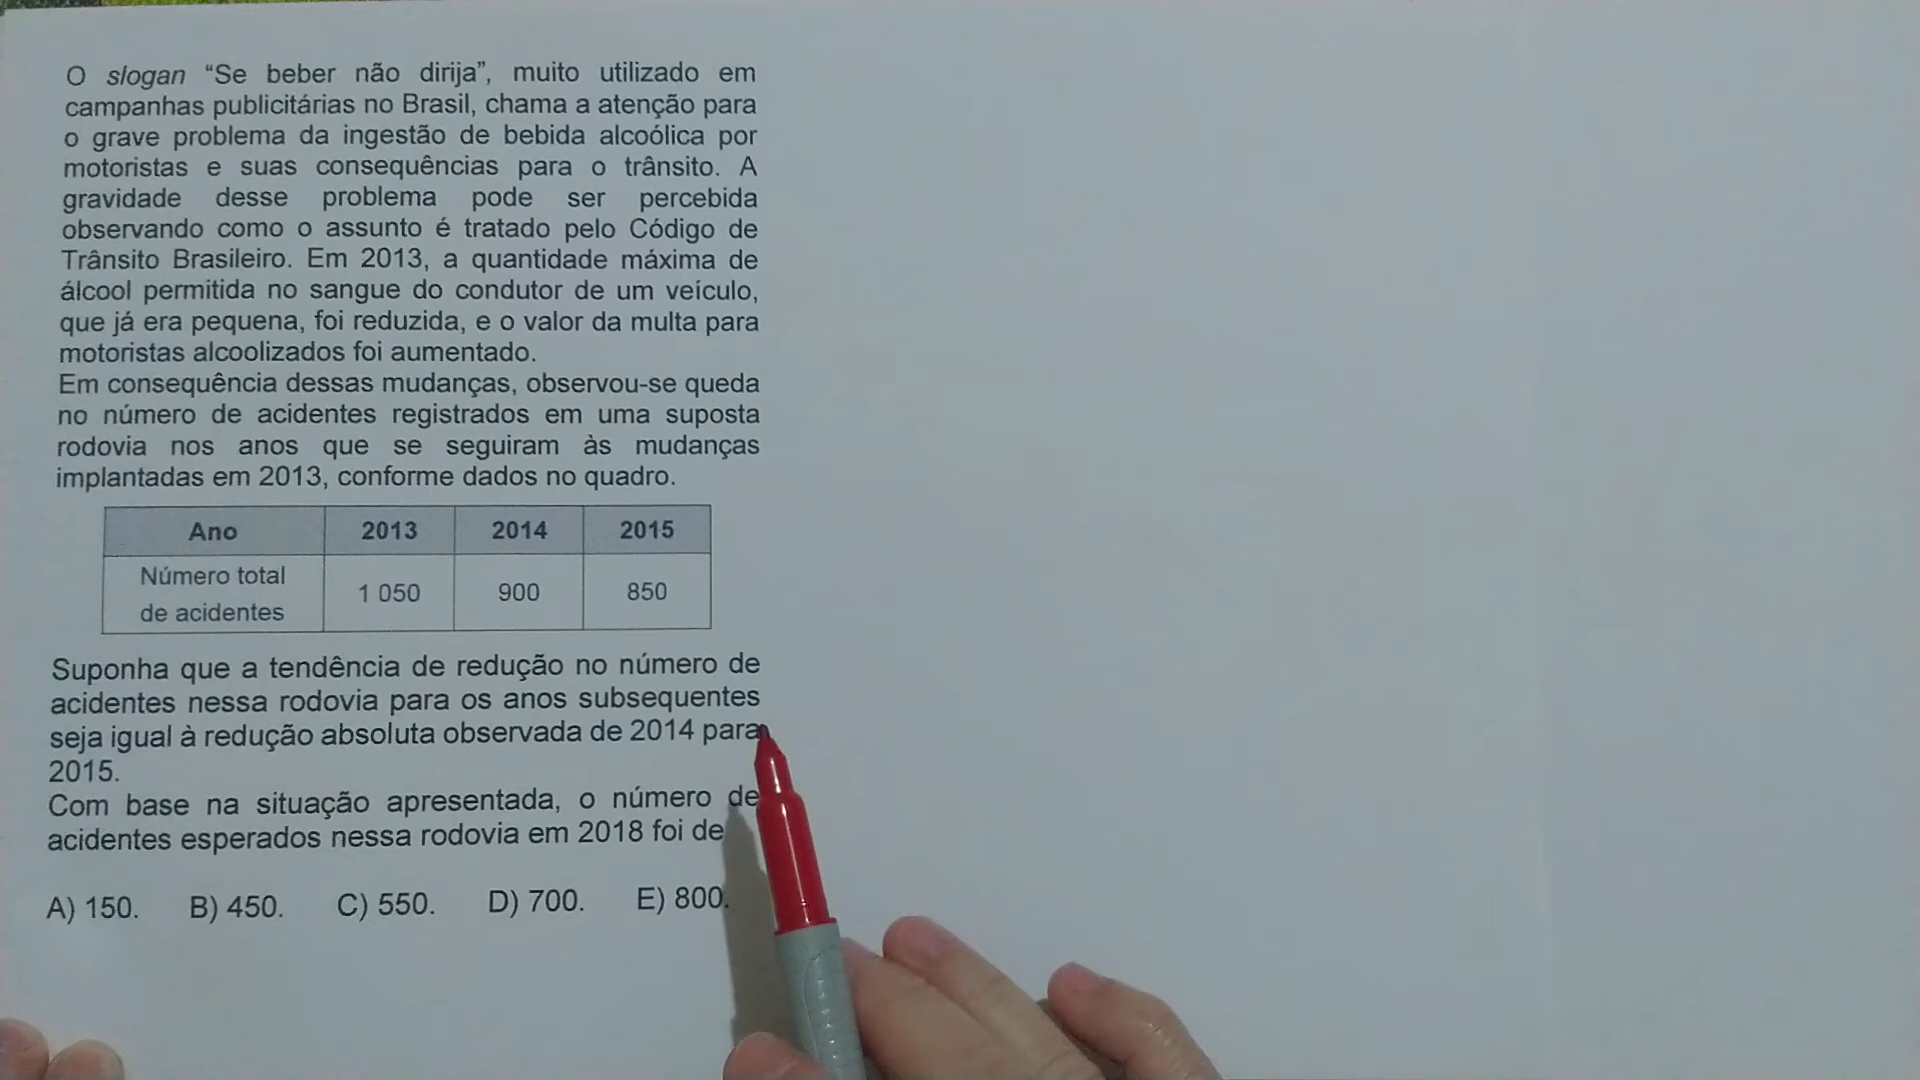 O slogan “Se beber não dirija”, muito utilizado em
campanhas publicitárias no Brasil, chama a atenção para
o grave problema da ingestão de bebida alcoólica por
motoristas e suas consequências para o trânsito. A
gravidade desse problema pode ser percebida
observando como o assunto é tratado pelo Código de
Trânsito Brasileiro. Em 2013, a quantidade máxima de
álcool permitida no sangue do condutor de um veículo,
que já era pequena, foi reduzida, e o valor da multa para
motoristas alcoolizados foi aumentado.
Em consequência dessas mudanças, observou-se queda
no número de acidentes registrados em uma suposta
rodovia nos anos que se seguiram às mudanças
implantadas em 2013, conforme dados no quadro.
Ano 2013 2014 2015
Número total
de acidentes 1 050 900 850
Suponha que a tendência de redução no número de
acidentes nessa rodovia para os anos subsequentes
seja igual à redução absoluta observada de 2014 para
2015.
Com base na situação apresentada, o número de
acidentes esperados nessa rodovia em 2018 foi de
A) 150. B) 450. C) 550. D) 700. E) 800.